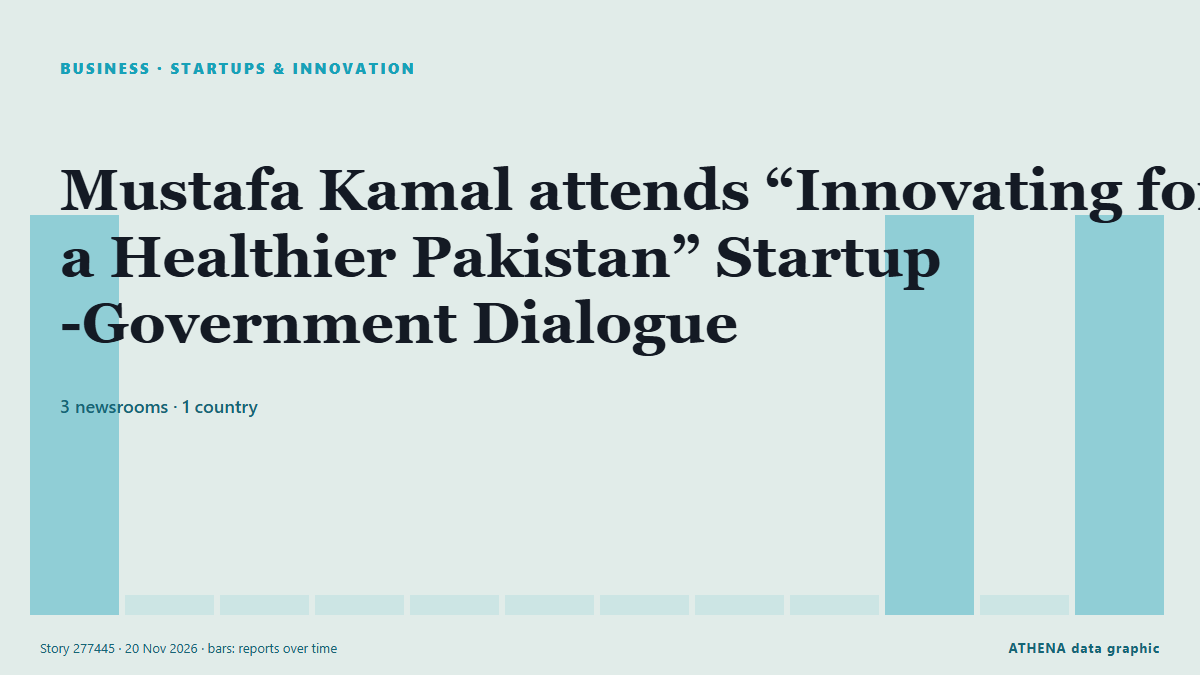 BUSINESS · STARTUPS & INNOVATION
Mustafa Kamal attends “Innovating for
a Healthier Pakistan” Startup
-Government Dialogue
3 newsrooms · 1 country
Story 277445 · 20 Nov 2026 · bars: reports over time
ATHENA data graphic